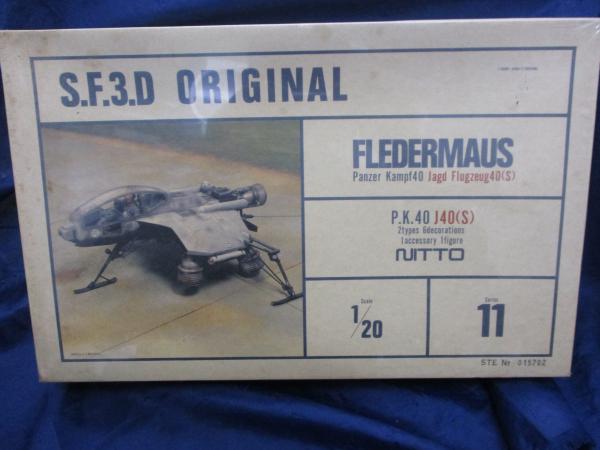 S.F.3.D ORIGINAL
FLEDERMAUS
Panzer Kampf40 Jagd Flugzeug40(S)
P.K.40 J40(S)
2types 6decorations
1accessory 1figure
NITTO
Scale
1/20
Series
11
STE Nr 015702